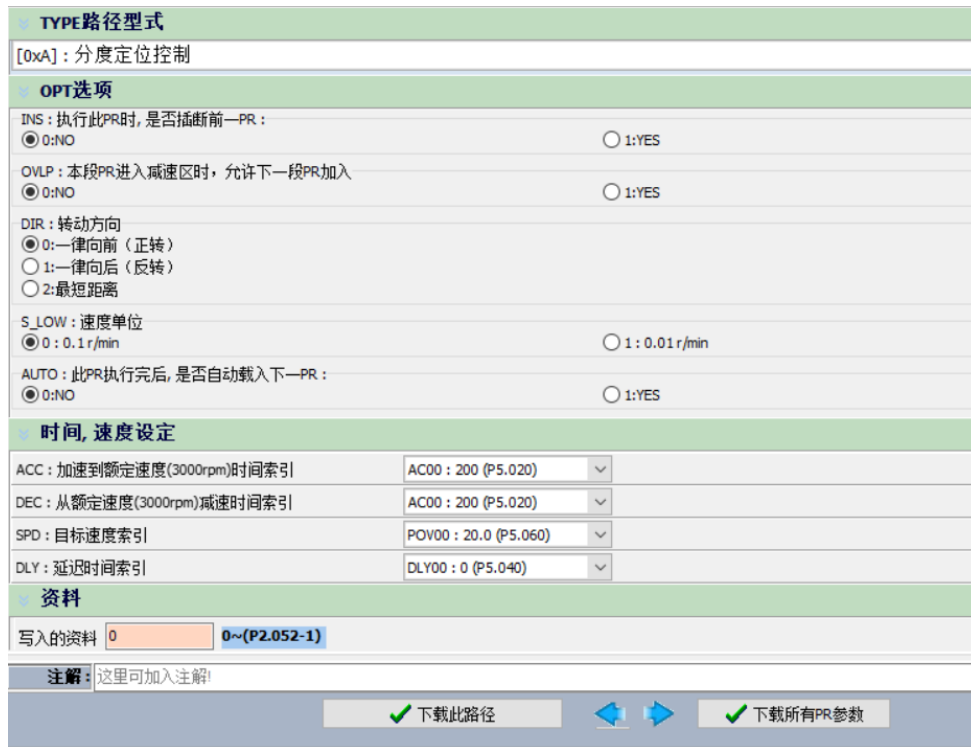 TYPE路径型式
[0xA] : 分度定位控制
OPT选项
INS : 执行此PR时, 是否插断前一PR :
0:NO 1:YES
OVLP : 本段PR进入减速区时，允许下一段PR加入
0:NO 1:YES
DIR : 转动方向
0:一律向前（正转）
1:一律向后（反转）
2:最短距离
S_LOW : 速度单位
0 : 0.1 r/min 1 : 0.01 r/min
AUTO : 此PR执行完后, 是否自动载入下一PR :
0:NO 1:YES
时间, 速度设定
ACC : 加速到额定速度(3000rpm)时间索引 AC00 : 200 (P5.020)
DEC : 从额定速度(3000rpm)减速时间索引 AC00 : 200 (P5.020)
SPD : 目标速度索引 POV00 : 20.0 (P5.060)
DLY : 延迟时间索引 DLY00 : 0 (P5.040)
资料
写入的资料 0 0~(P2.052-1)
注解 : 这里可加入注解!
下载此路径 下载所有PR参数